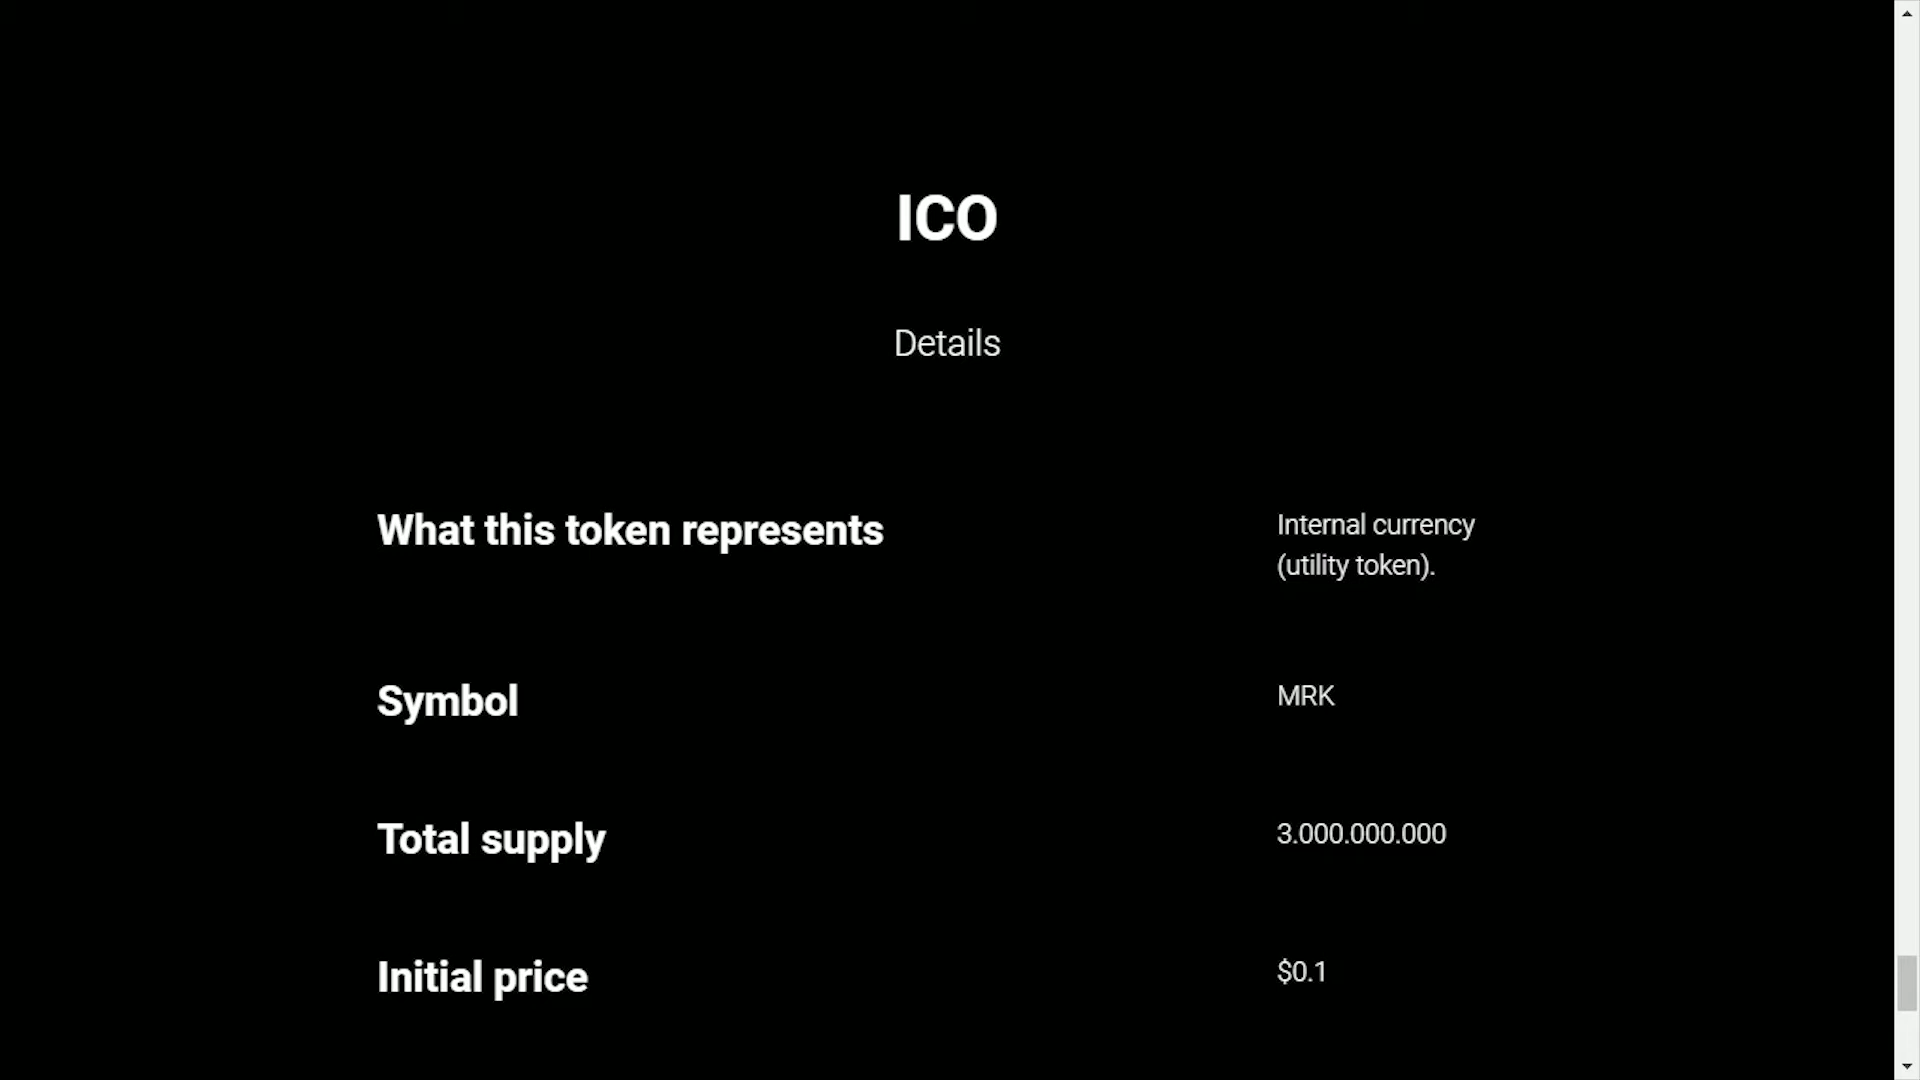 ICO
Details
What this token represents
Internal currency
(utility token).
Symbol
MRK
Total supply
3.000.000.000
Initial price
$0.1